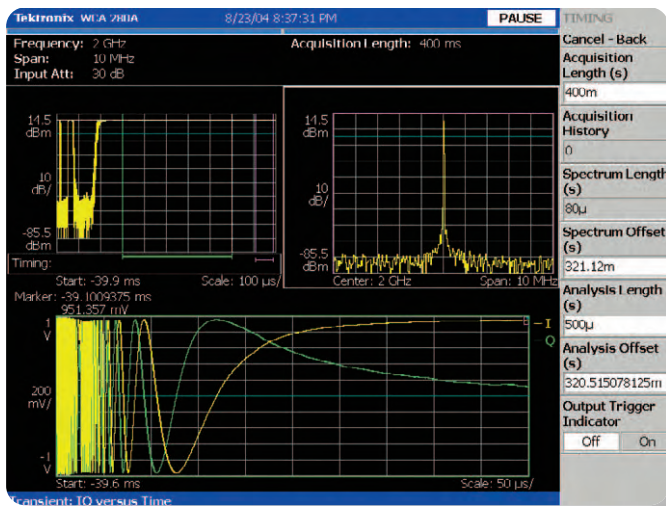 Tektronix WCA 280A 8/23/04 8:37:31 PM PAUSE
Frequency: 2 GHz
Span: 10 MHz
Input Att: 30 dB
Acquisition Length: 400 ms
14.5
dBm
10
dB/
-85.5
dBm
Timing:
Start: -39.9 ms Scale: 100 µs/
14.5
dBm
10
dB/
-85.5
dBm
Center: 2 GHz Span: 10 MHz
Marker: -39.1009375 ms
951.357 mV
1
V
200
mV/
-1
V
I
Q
Start: -39.6 ms Scale: 50 µs/
Transient: IQ versus Time
TIMING
Cancel - Back
Acquisition
Length (s)
400m
Acquisition
History
0
Spectrum Length
(s)
80µ
Spectrum Offset
(s)
321.12m
Analysis Length
(s)
500µ
Analysis Offset
(s)
320.515078125m
Output Trigger
Indicator
Off On